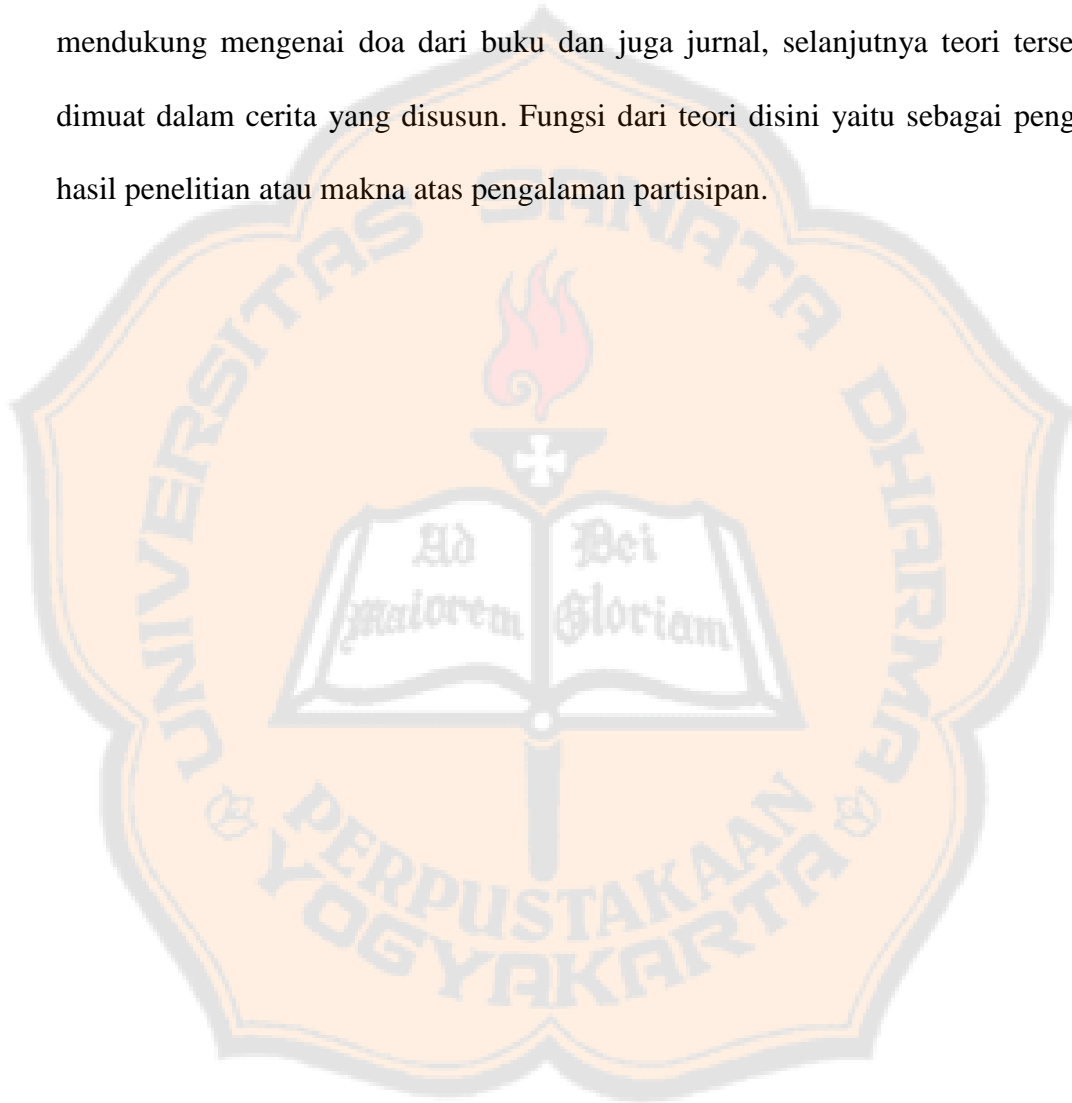 mendukung mengenai doa dari buku dan juga jurnal, selanjutnya teori terse
dimuat dalam cerita yang disusun. Fungsi dari teori disini yaitu sebagai peng
hasil penelitian atau makna atas pengalaman partisipan.
UNIVERSITAS SANATA DHARMA
Ad Dei
Maiorem Gloriam
PERPUSTAKAAN
YOGYAKARTA